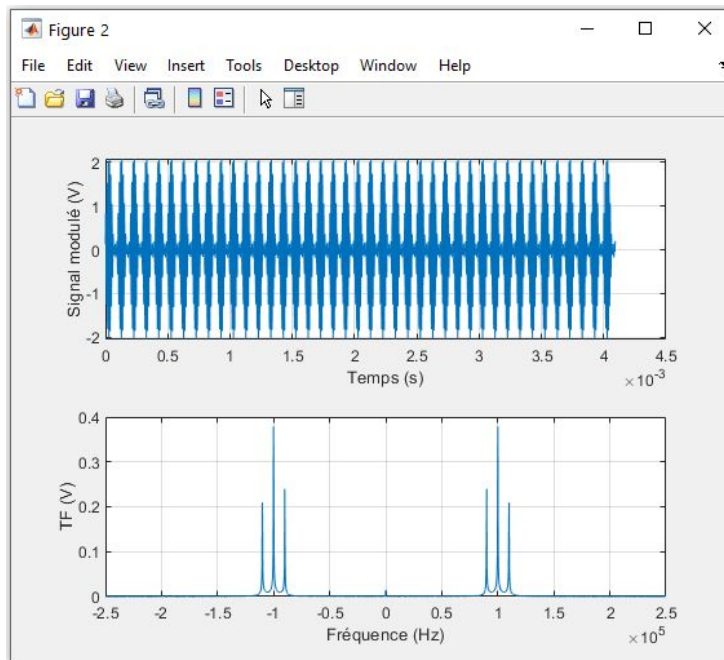 Figure 2
File Edit View Insert Tools Desktop Window Help
2
1
0
-1
-2
Signal modulé (V)
0 0.5 1 1.5 2 2.5 3 3.5 4 4.5
Temps (s)
×10⁻³
0.4
0.3
0.2
0.1
0
TF (V)
-2.5 -2 -1.5 -1 -0.5 0 0.5 1 1.5 2 2.5
Fréquence (Hz)
×10⁵